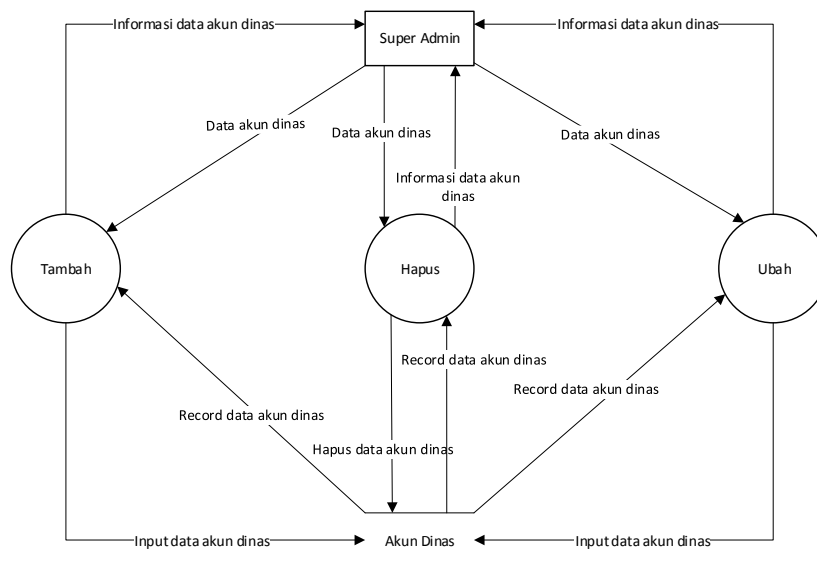 Informasi data akun dinas
Super Admin
Informasi data akun dinas
Data akun dinas
Data akun dinas
Data akun dinas
Informasi data akun
dinas
Tambah
Hapus
Ubah
Record data akun dinas
Record data akun dinas
Record data akun dinas
Hapus data akun dinas
Input data akun dinas
Akun Dinas
Input data akun dinas